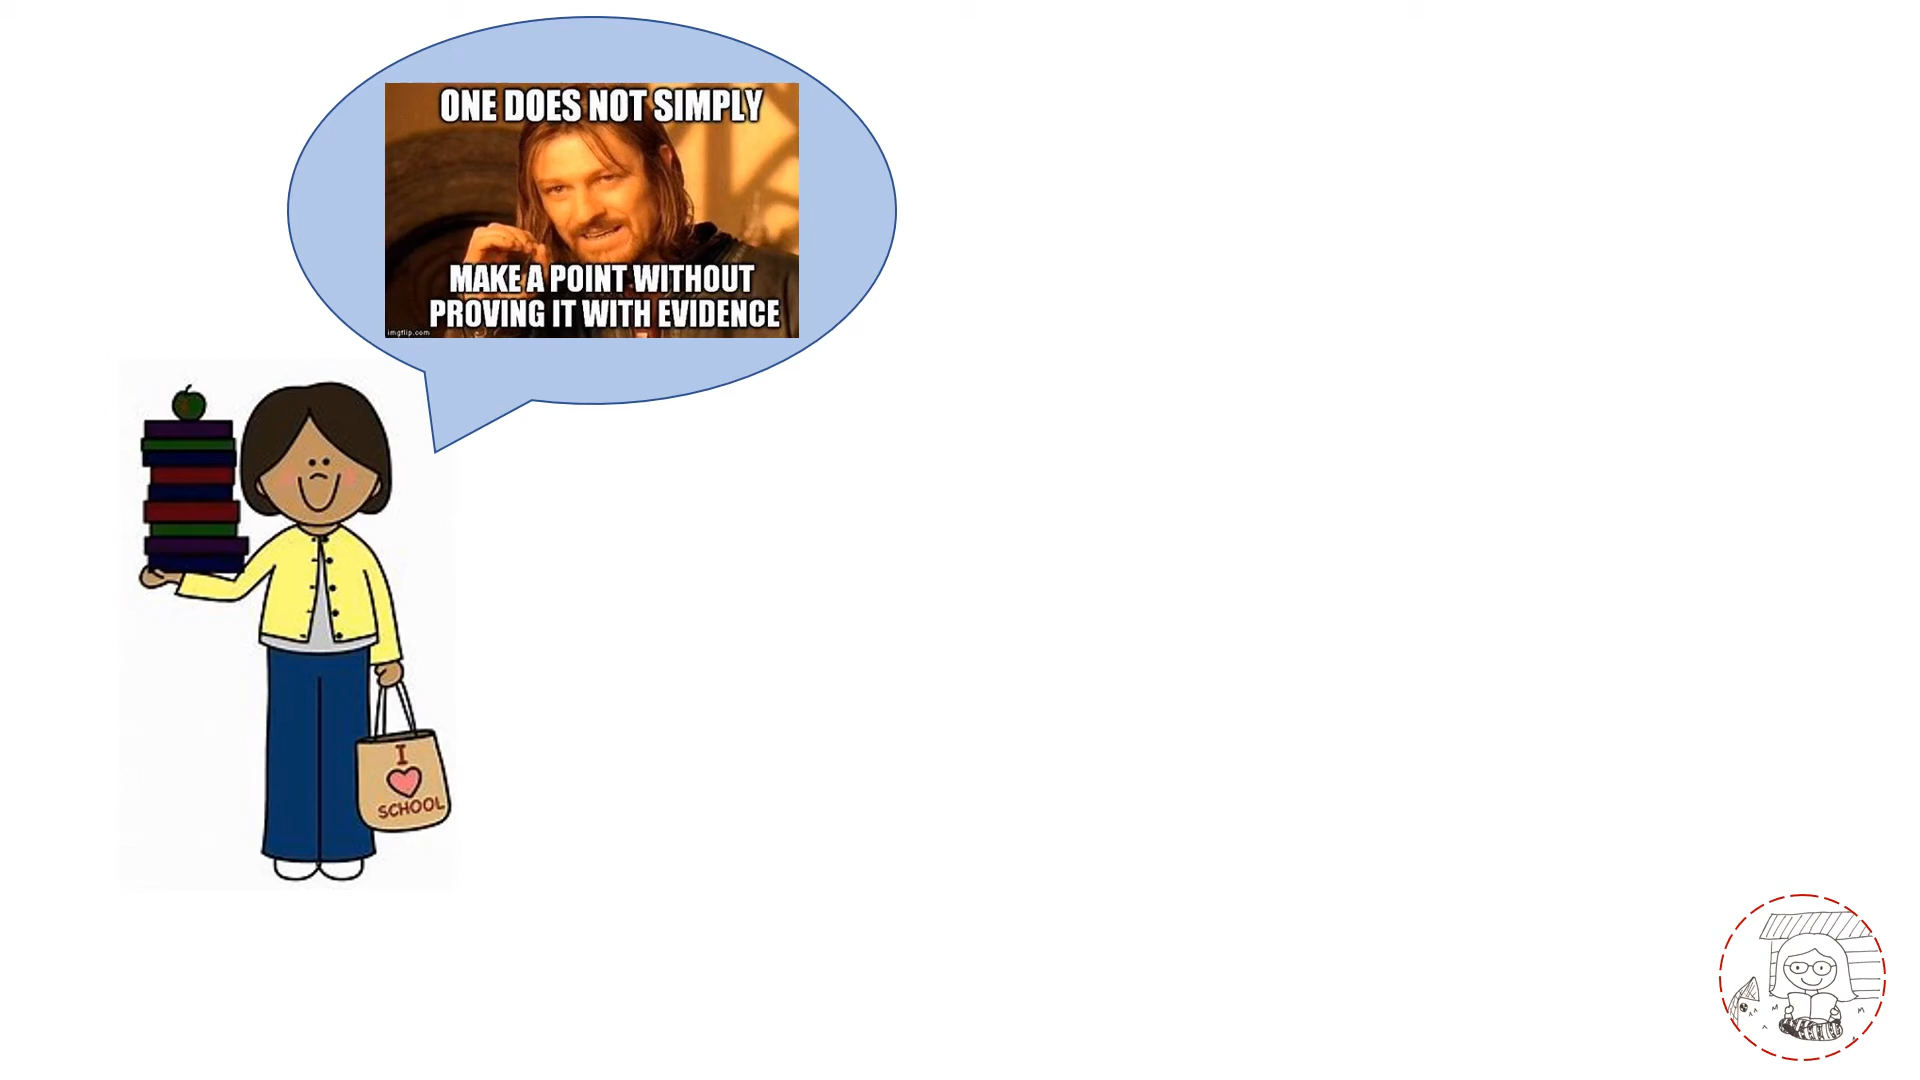 ONE DOES NOT SIMPLY
MAKE A POINT WITHOUT
PROVING IT WITH EVIDENCE
imgflip.com
I
SCHOOL